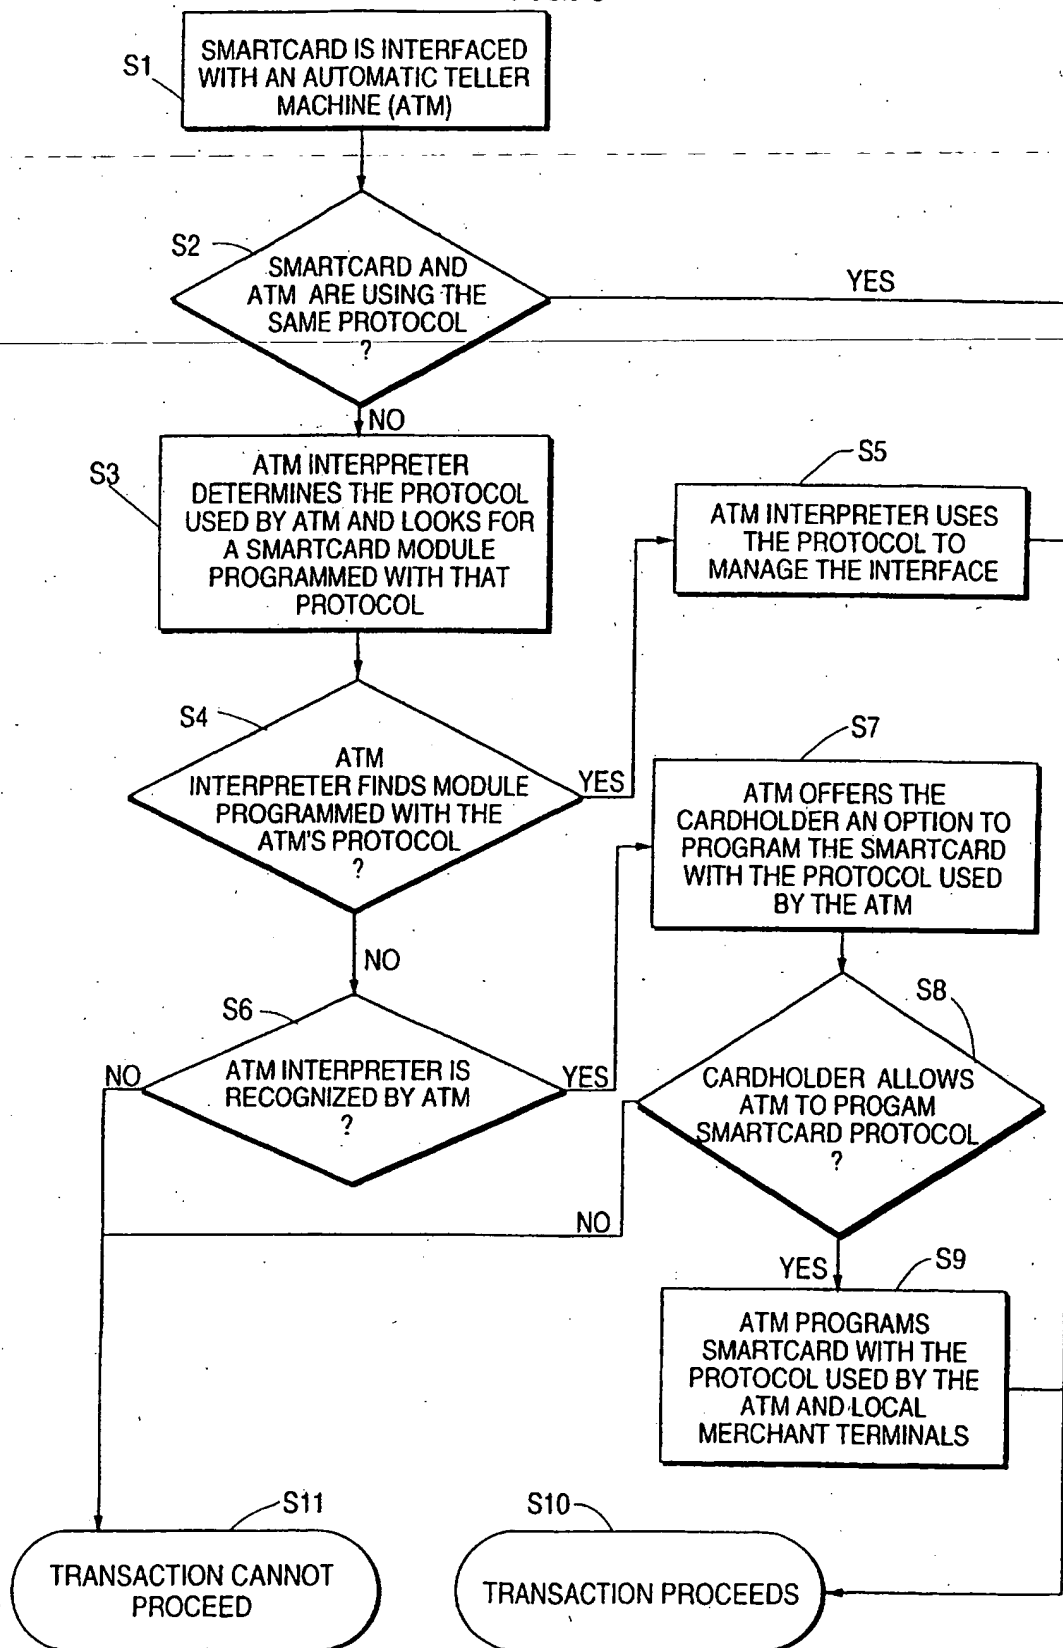 S1
SMARTCARD IS INTERFACED
WITH AN AUTOMATIC TELLER
MACHINE (ATM)
S2
SMARTCARD AND
ATM ARE USING THE
SAME PROTOCOL
?
YES
NO
S3
ATM INTERPRETER
DETERMINES THE PROTOCOL
USED BY ATM AND LOOKS FOR
A SMARTCARD MODULE
PROGRAMMED WITH THAT
PROTOCOL
S5
ATM INTERPRETER USES
THE PROTOCOL TO
MANAGE THE INTERFACE
S4
ATM
INTERPRETER FINDS MODULE
PROGRAMMED WITH THE
ATM'S PROTOCOL
?
YES
NO
S7
ATM OFFERS THE
CARDHOLDER AN OPTION TO
PROGRAM THE SMARTCARD
WITH THE PROTOCOL USED
BY THE ATM
S6
ATM INTERPRETER IS
RECOGNIZED BY ATM
?
NO
YES
S8
CARDHOLDER ALLOWS
ATM TO PROGAM
SMARTCARD PROTOCOL
?
NO
YES
S9
ATM PROGRAMS
SMARTCARD WITH THE
PROTOCOL USED BY THE
ATM AND LOCAL
MERCHANT TERMINALS
S11
TRANSACTION CANNOT
PROCEED
S10
TRANSACTION PROCEEDS